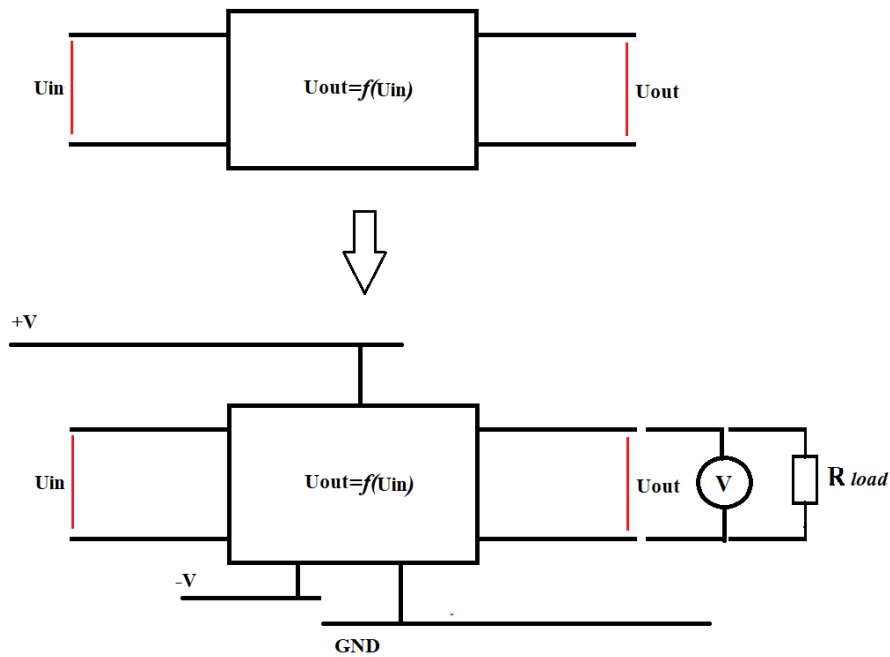 Uin
Uout=f(Uin)
Uout
+V
Uin
Uout=f(Uin)
Uout
V
R load
-V
GND